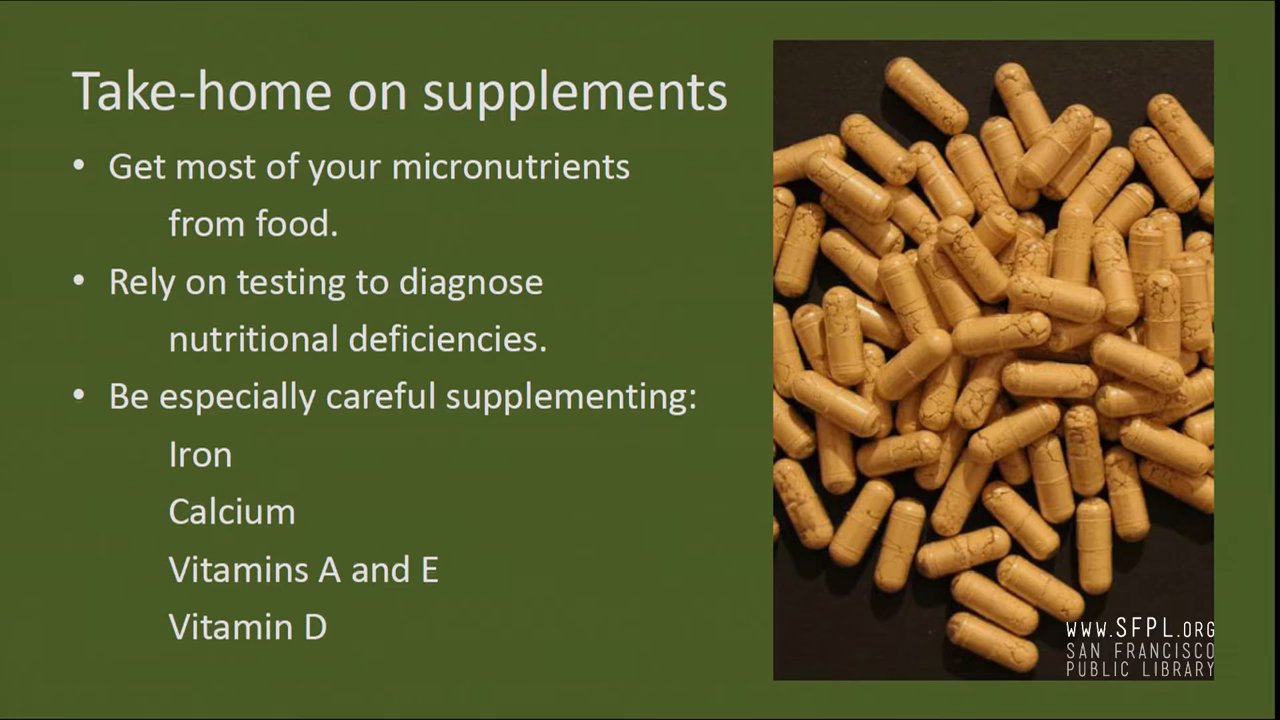 Take-home on supplements
• Get most of your micronutrients
from food.
• Rely on testing to diagnose
nutritional deficiencies.
• Be especially careful supplementing:
Iron
Calcium
Vitamins A and E
Vitamin D
WWW.SFPL.ORG
SAN FRANCISCO
PUBLIC LIBRARY